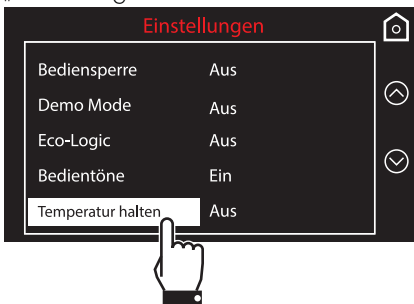 Einstellungen
Bediensperre Aus
Demo Mode Aus
Eco-Logic Aus
Bedientöne Ein
Temperatur halten Aus